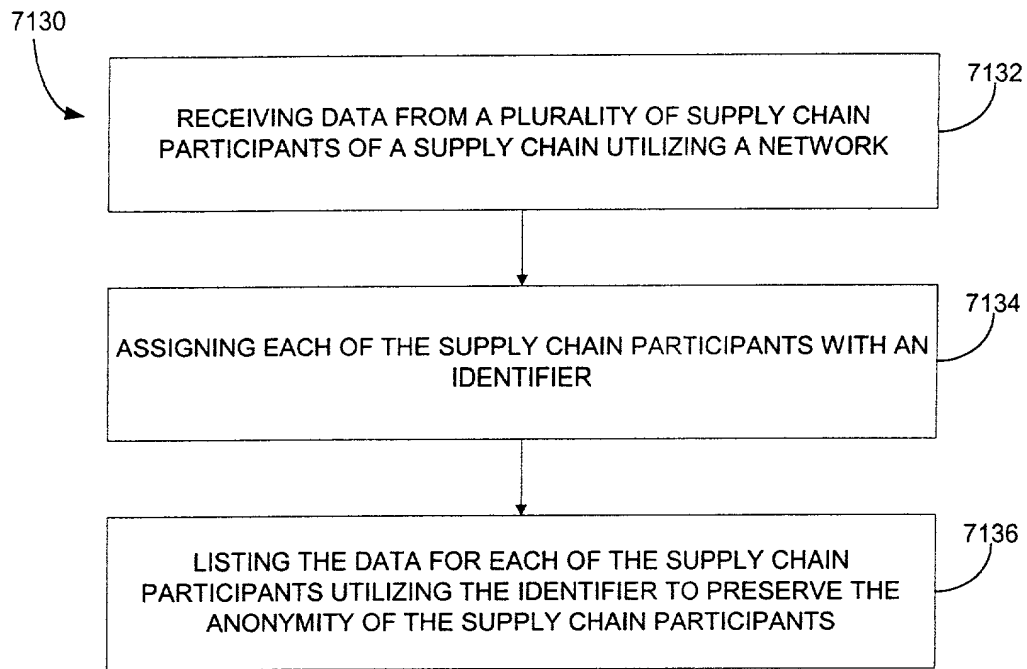 7130
7132
RECEIVING DATA FROM A PLURALITY OF SUPPLY CHAIN
PARTICIPANTS OF A SUPPLY CHAIN UTILIZING A NETWORK
7134
ASSIGNING EACH OF THE SUPPLY CHAIN PARTICIPANTS WITH AN
IDENTIFIER
7136
LISTING THE DATA FOR EACH OF THE SUPPLY CHAIN
PARTICIPANTS UTILIZING THE IDENTIFIER TO PRESERVE THE
ANONYMITY OF THE SUPPLY CHAIN PARTICIPANTS